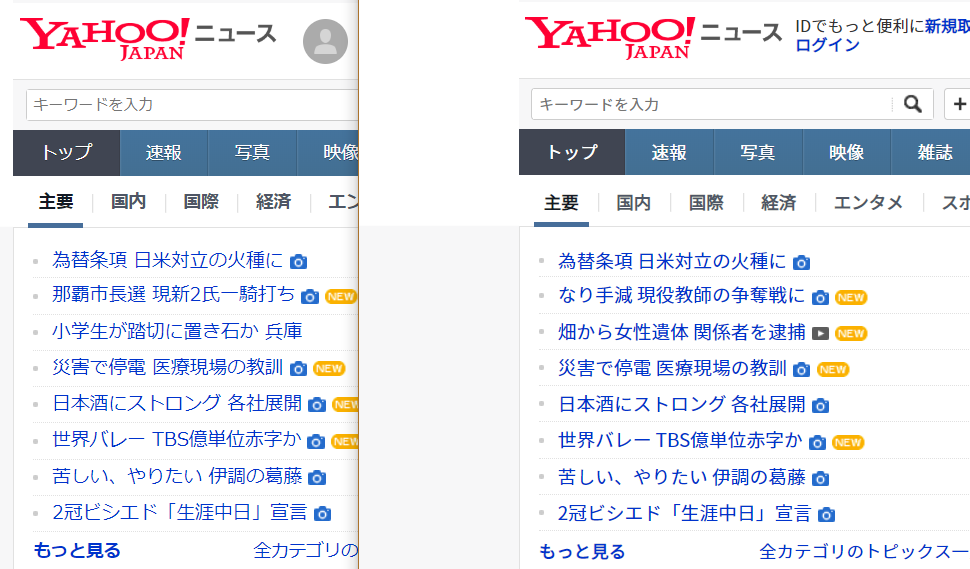 YAHOO! JAPAN ニュース
キーワードを入力
トップ 速報 写真 映像
主要 国内 国際 経済 エン
為替条項 日米対立の火種に
那覇市長選 現新2氏一騎打ち NEW
小学生が踏切に置き石か 兵庫
災害で停電 医療現場の教訓 NEW
日本酒にストロング 各社展開 NEW
世界バレー TBS億単位赤字か NEW
苦しい、やりたい 伊調の葛藤
2冠ビシエド「生涯中日」宣言
もっと見る 全カテゴリの
YAHOO! JAPAN ニュース
IDでもっと便利に新規取
ログイン
キーワードを入力
トップ 速報 写真 映像 雑誌
主要 国内 国際 経済 エンタメ スポ
為替条項 日米対立の火種に
なり手減 現役教師の争奪戦に NEW
畑から女性遺体 関係者を逮捕 NEW
災害で停電 医療現場の教訓 NEW
日本酒にストロング 各社展開
世界バレー TBS億単位赤字か NEW
苦しい、やりたい 伊調の葛藤
2冠ビシエド「生涯中日」宣言
もっと見る 全カテゴリのトピックス一